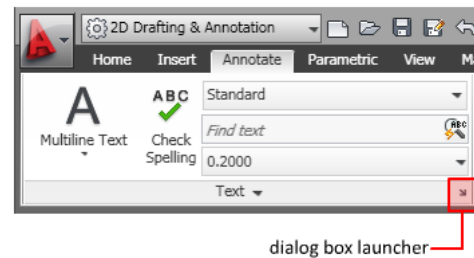 2D Drafting & Annotation
Home Insert Annotate Parametric View
A
Multiline Text
ABC
Check
Spelling
Standard
Find text
ABC
0.2000
Text
dialog box launcher